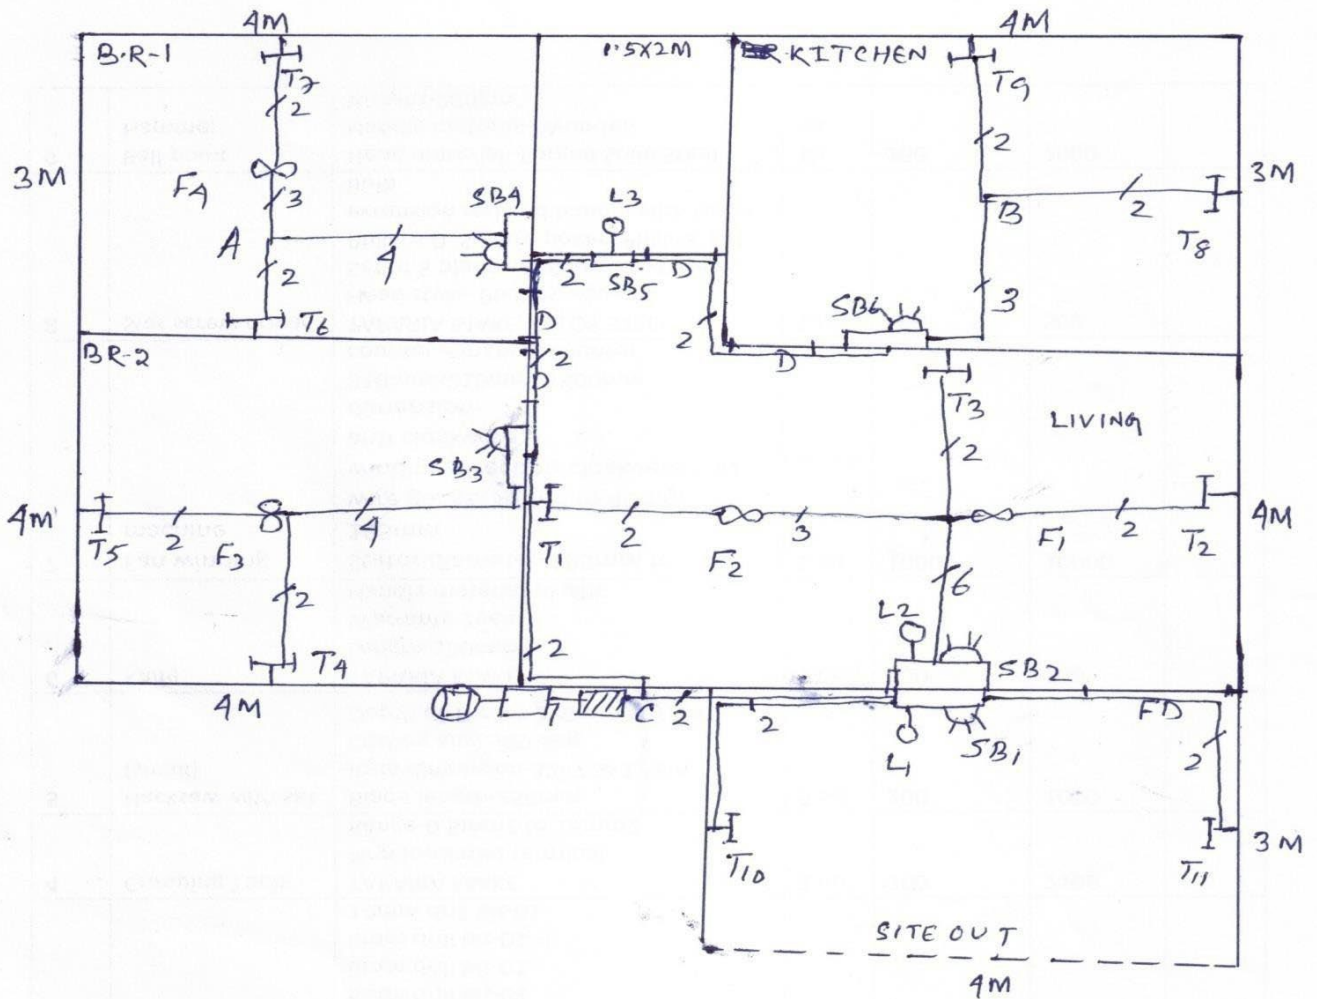 4M
4M
B.R-1
1.5X2M
KITCHEN
T7
T9
2
2
3M
FA
3
SB4
L3
B
2
3M
A
4
2
T8
2
SB5
D
T6
D
2
SB6
3
BR-2
2
D
D
T3
LIVING
SB3
2
4M
T5
2
F3
4
T1
2
F2
3
F1
2
T2
4M
2
6
L2
T4
2
SB2
4M
C
2
2
L1
SB1
FD
2
T10
T11
3M
SITE OUT
4M